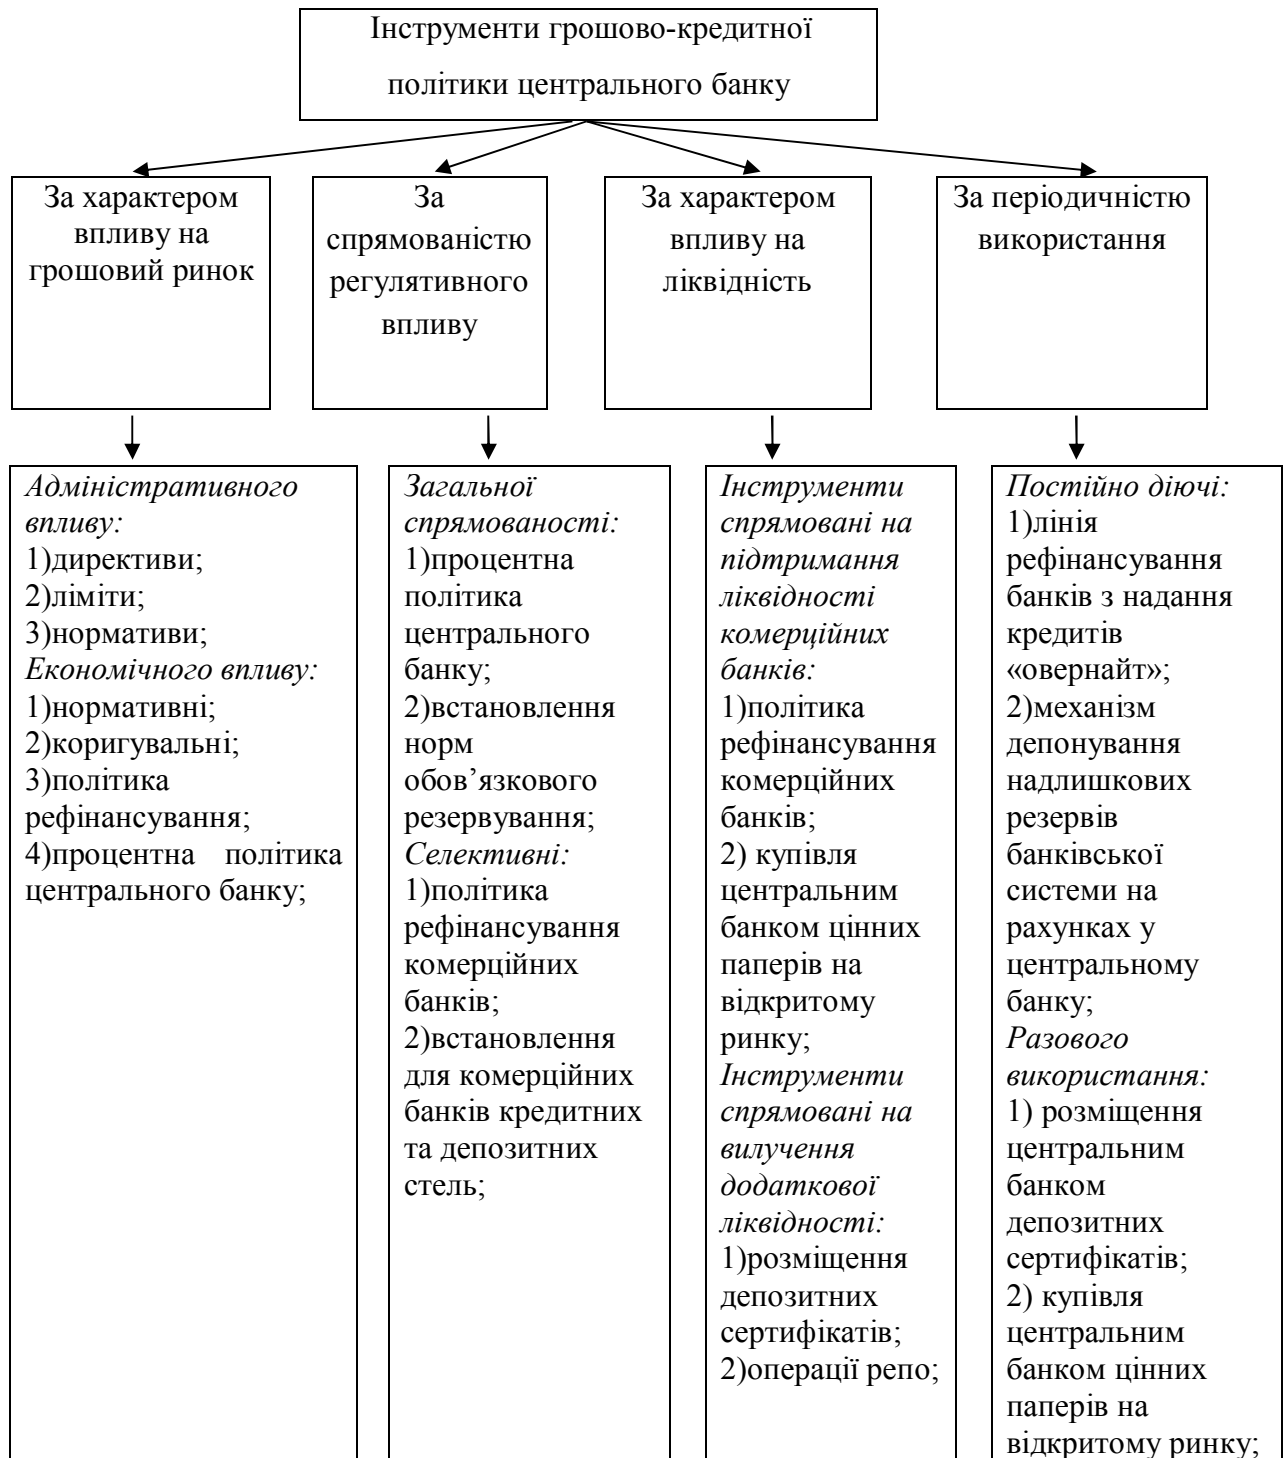 Інструменти грошово-кредитної
політики центрального банку
За характером
впливу на
грошовий ринок
За
спрямованістю
регулятивного
впливу
За характером
впливу на
ліквідність
За періодичністю
використання
Адміністративного
впливу:
1)директиви;
2)ліміти;
3)нормативи;
Економічного впливу:
1)нормативні;
2)коригувальні;
3)політика
рефінансування;
4)процентна політика
центрального банку;
Загальної
спрямованості:
1)процентна
політика
центрального
банку;
2)встановлення
норм
обов’язкового
резервування;
Селективні:
1)політика
рефінансування
комерційних
банків;
2)встановлення
для комерційних
банків кредитних
та депозитних
стель;
Інструменти
спрямовані на
підтримання
ліквідності
комерційних
банків:
1)політика
рефінансування
комерційних
банків;
2) купівля
центральним
банком цінних
паперів на
відкритому
ринку;
Інструменти
спрямовані на
вилучення
додаткової
ліквідності:
1)розміщення
депозитних
сертифікатів;
2)операції репо;
Постійно діючі:
1)лінія
рефінансування
банків з надання
кредитів
«овернайт»;
2)механізм
депонування
надлишкових
резервів
банківської
системи на
рахунках у
центральному
банку;
Разового
використання:
1) розміщення
центральним
банком
депозитних
сертифікатів;
2) купівля
центральним
банком цінних
паперів на
відкритому ринку;